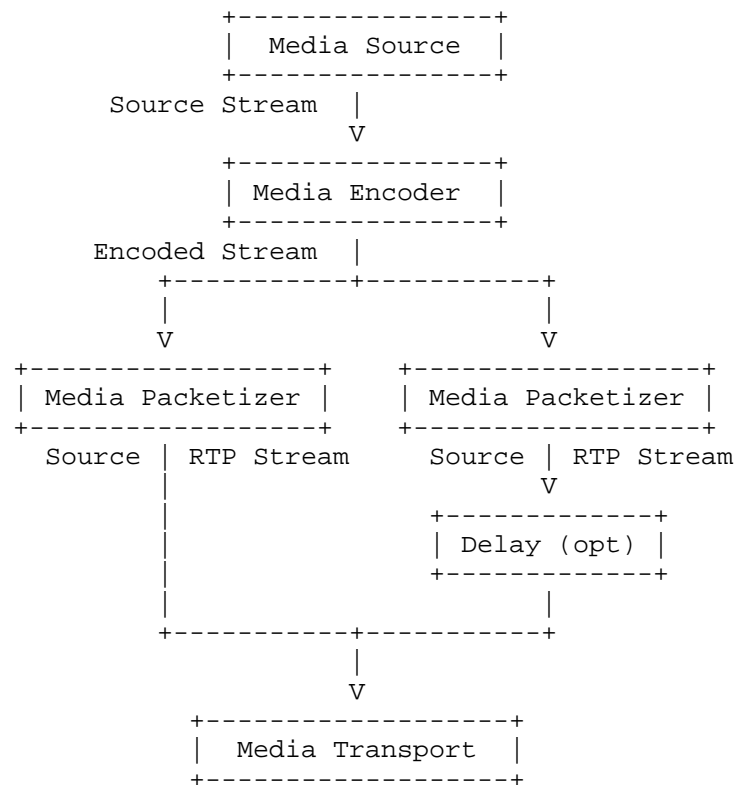 Media Source
Source Stream
Media Encoder
Encoded Stream
Media Packetizer Media Packetizer
Source RTP Stream Source RTP Stream
Delay (opt)
Media Transport